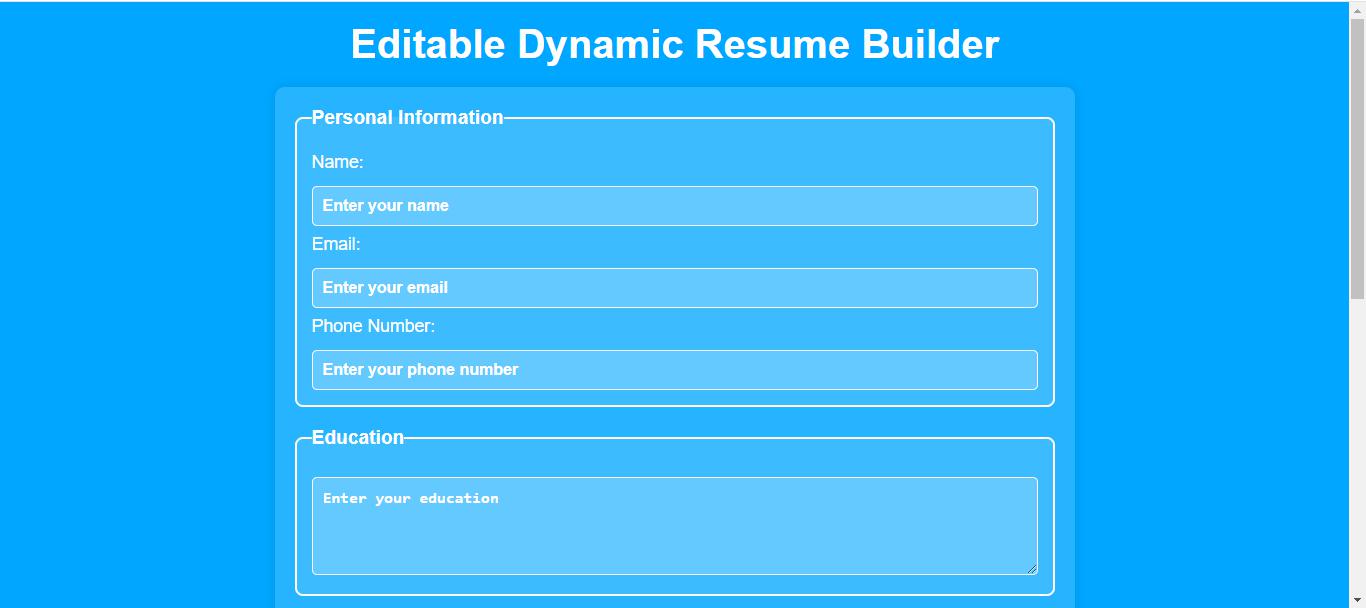 Editable Dynamic Resume Builder
Personal Information
Name:
Enter your name
Email:
Enter your email
Phone Number:
Enter your phone number
Education
Enter your education